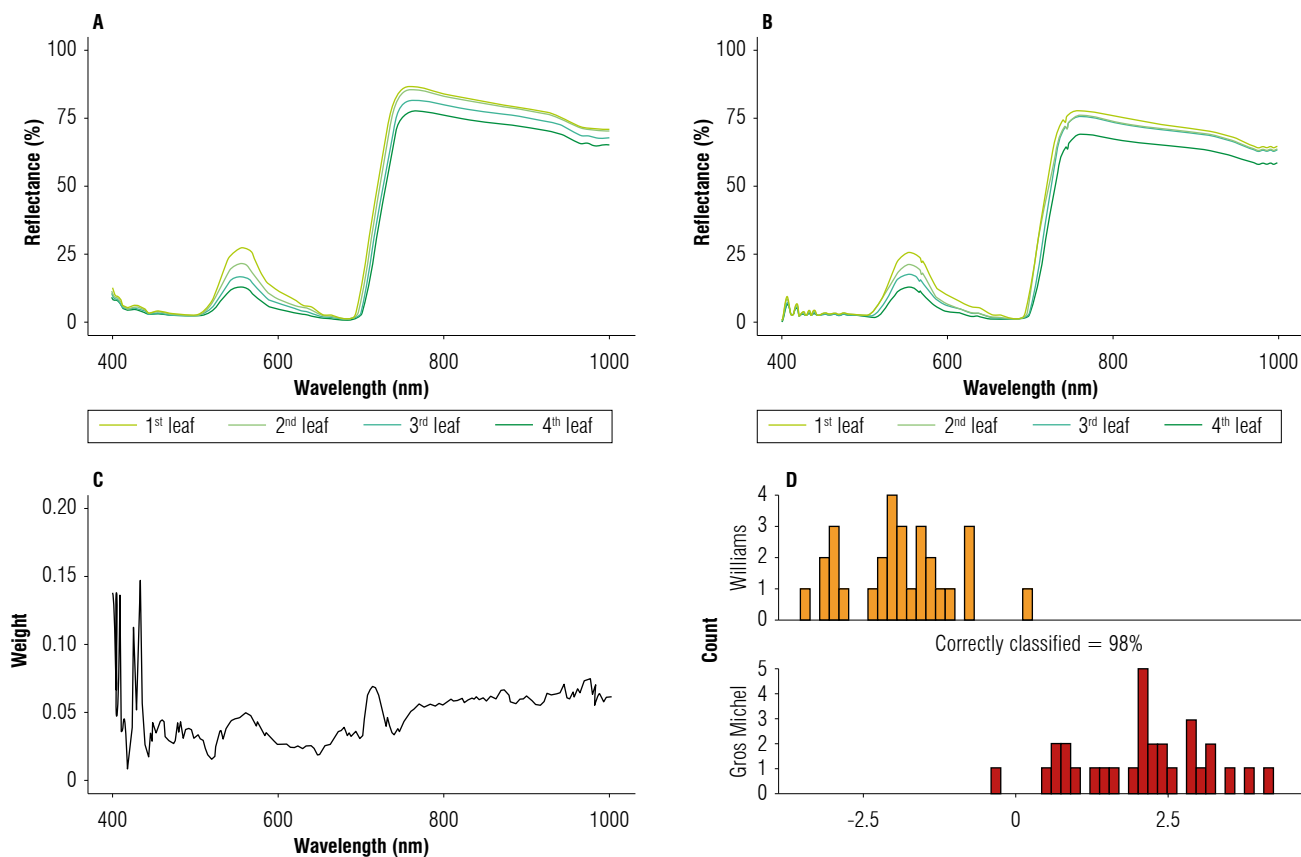 A
Reflectance (%)
100
75
50
25
0
400 600 800 1000
Wavelength (nm)
1st leaf 2nd leaf 3rd leaf 4th leaf
B
Reflectance (%)
100
75
50
25
0
400 600 800 1000
Wavelength (nm)
1st leaf 2nd leaf 3rd leaf 4th leaf
C
Weight
0.20
0.15
0.10
0.05
0
400 600 800 1000
Wavelength (nm)
D
Count
Williams
4
3
2
1
0
Correctly classified = 98%
Gros Michel
5
4
3
2
1
0
-2.5 0 2.5